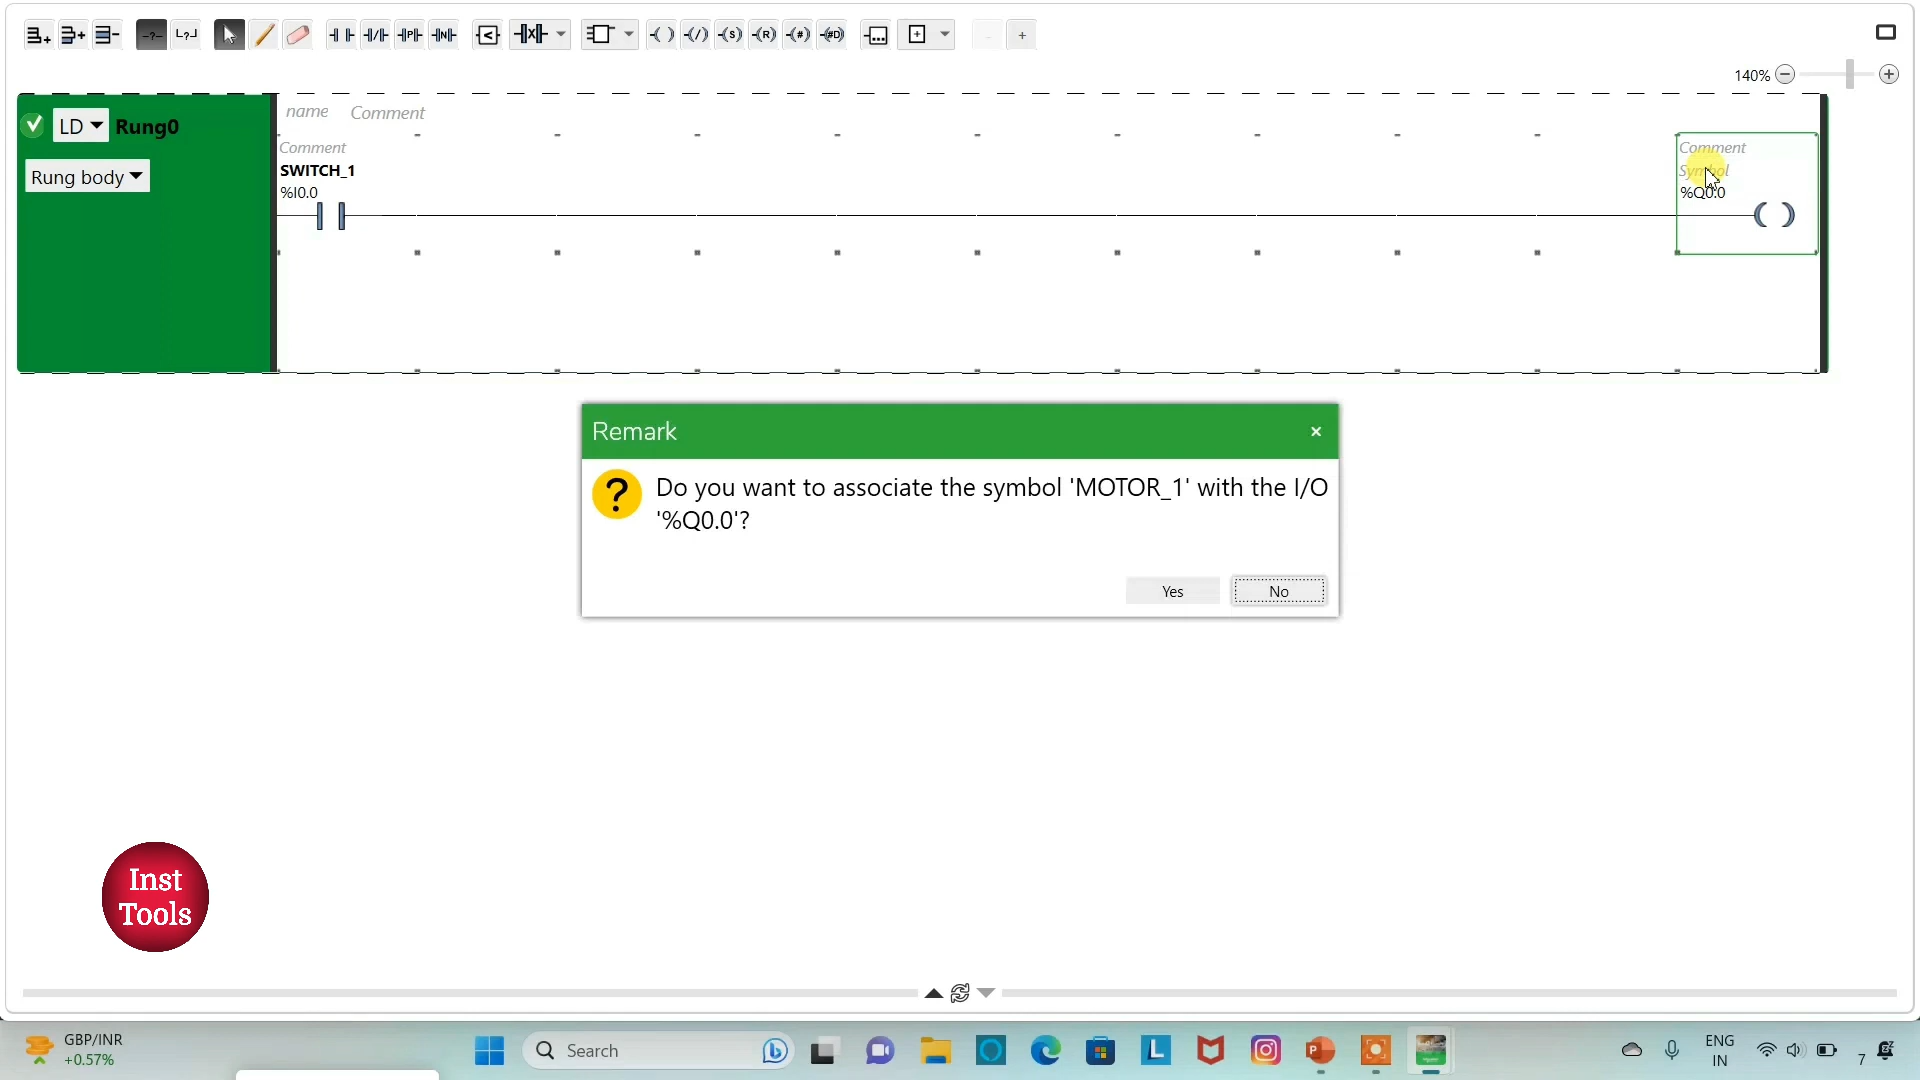 140%
LD Rung0
name Comment
Comment
SWITCH_1
%I0.0
Rung body
Comment
Symbol
%Q0.0
Remark
Do you want to associate the symbol 'MOTOR_1' with the I/O
'%Q0.0'?
Yes No
Inst
Tools
GBP/INR
+0.57%
Search
ENG
IN
7